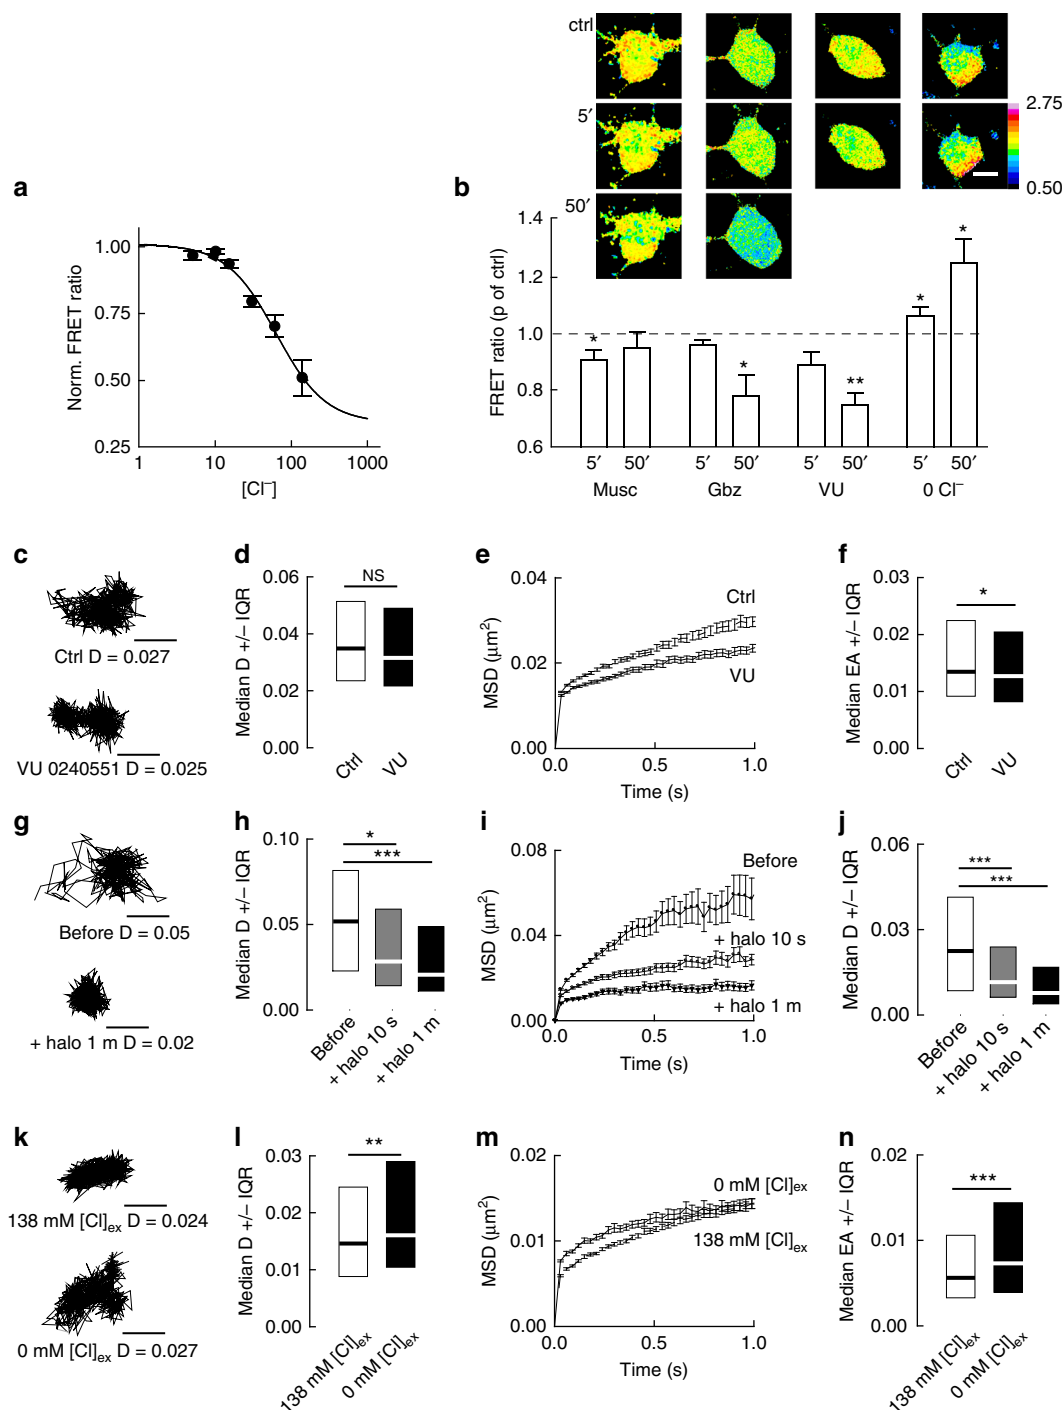 ctrl
5′
50′
2.75
0.50
a
Norm. FRET ratio
1.00
0.75
0.50
0.25
1
10
100
1000
[Cl⁻]
b
FRET ratio (p of ctrl)
1.4
1.2
1.0
0.8
0.6
*
*
**
*
*
5′ 50′ 5′ 50′ 5′ 50′ 5′ 50′
Musc Gbz VU 0 Cl⁻
c
Ctrl D = 0.027
VU 0240551 D = 0.025
d
Median D +/− IQR
0.06
0.04
0.02
0.00
NS
Ctrl
VU
e
MSD (μm²)
0.04
0.02
0.00
Ctrl
VU
0.0 0.5 1.0
Time (s)
f
Median EA +/− IQR
0.03
0.02
0.01
0.00
*
Ctrl
VU
g
Before D = 0.05
+ halo 1 m D = 0.02
h
Median D +/− IQR
0.10
0.05
0.00
*
***
Before
+ halo 10 s
+ halo 1 m
i
MSD (μm²)
0.08
0.04
0.00
Before
+ halo 10 s
+ halo 1 m
0.0 0.5 1.0
Time (s)
j
Median D +/− IQR
0.06
0.03
0.00
***
***
Before
+ halo 10 s
+ halo 1 m
k
138 mM [Cl]ex D = 0.024
0 mM [Cl]ex D = 0.027
l
Median D +/− IQR
0.03
0.02
0.01
0.00
**
138 mM [Cl]ex
0 mM [Cl]ex
m
MSD (μm²)
0.02
0.01
0.00
0 mM [Cl]ex
138 mM [Cl]ex
0.0 0.5 1.0
Time (s)
n
Median EA +/− IQR
0.02
0.01
0.00
***
138 mM [Cl]ex
0 mM [Cl]ex